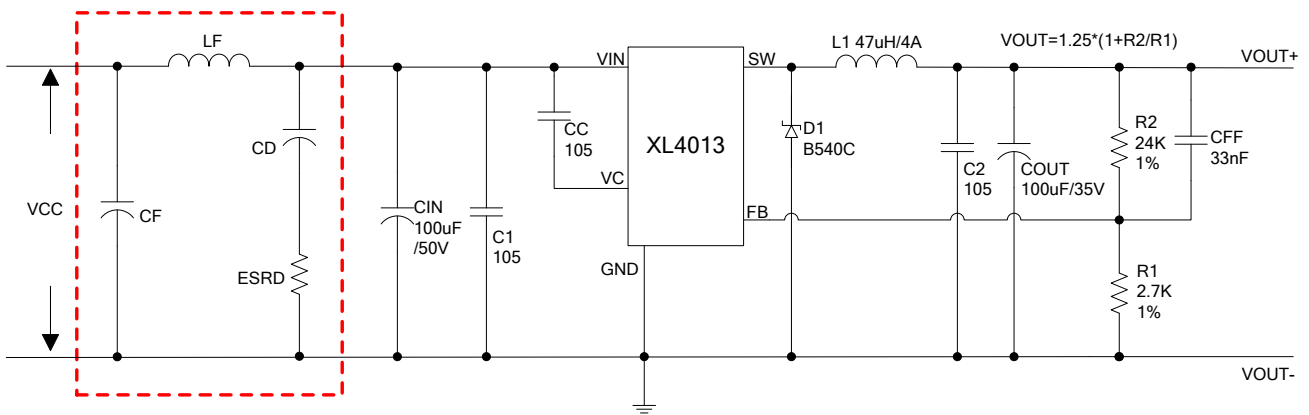 LF
CD
VCC
CF
ESRD
CIN
100uF
/50V
C1
105
CC
105
VIN
VC
GND
XL4013
SW
FB
D1
B540C
L1 47uH/4A
VOUT=1.25*(1+R2/R1)
VOUT+
C2
105
COUT
100uF/35V
R2
24K
1%
CFF
33nF
R1
2.7K
1%
VOUT-